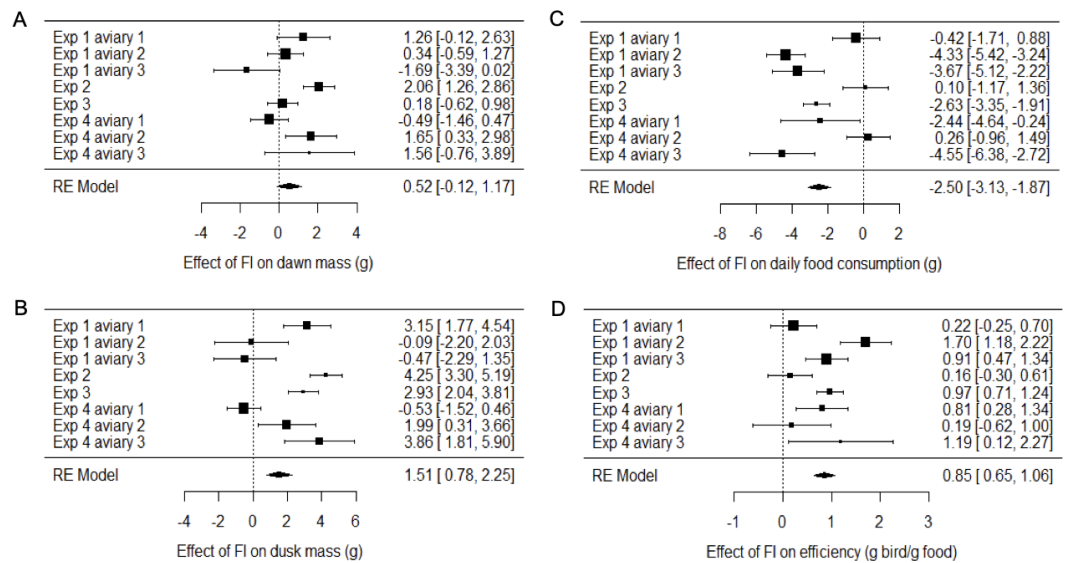 A
Exp 1 aviary 1 1.26 [-0.12, 2.63]
Exp 1 aviary 2 0.34 [-0.59, 1.27]
Exp 1 aviary 3 -1.69 [-3.39, 0.02]
Exp 2 2.06 [ 1.26, 2.86]
Exp 3 0.18 [-0.62, 0.98]
Exp 4 aviary 1 -0.49 [-1.46, 0.47]
Exp 4 aviary 2 1.65 [ 0.33, 2.98]
Exp 4 aviary 3 1.56 [-0.76, 3.89]
RE Model 0.52 [-0.12, 1.17]
-4 -2 0 2 4
Effect of FI on dawn mass (g)
B
Exp 1 aviary 1 3.15 [ 1.77, 4.54]
Exp 1 aviary 2 -0.09 [-2.20, 2.03]
Exp 1 aviary 3 -0.47 [-2.29, 1.35]
Exp 2 4.25 [ 3.30, 5.19]
Exp 3 2.93 [ 2.04, 3.81]
Exp 4 aviary 1 -0.53 [-1.52, 0.46]
Exp 4 aviary 2 1.99 [ 0.31, 3.66]
Exp 4 aviary 3 3.86 [ 1.81, 5.90]
RE Model 1.51 [ 0.78, 2.25]
-4 -2 0 2 4 6
Effect of FI on dusk mass (g)
C
Exp 1 aviary 1 -0.42 [-1.71, 0.88]
Exp 1 aviary 2 -4.33 [-5.42, -3.24]
Exp 1 aviary 3 -3.67 [-5.12, -2.22]
Exp 2 0.10 [-1.17, 1.36]
Exp 3 -2.63 [-3.35, -1.91]
Exp 4 aviary 1 -2.44 [-4.64, -0.24]
Exp 4 aviary 2 0.26 [-0.96, 1.49]
Exp 4 aviary 3 -4.55 [-6.38, -2.72]
RE Model -2.50 [-3.13, -1.87]
-8 -6 -4 -2 0 2
Effect of FI on daily food consumption (g)
D
Exp 1 aviary 1 0.22 [-0.25, 0.70]
Exp 1 aviary 2 1.70 [ 1.18, 2.22]
Exp 1 aviary 3 0.91 [ 0.47, 1.34]
Exp 2 0.16 [-0.30, 0.61]
Exp 3 0.97 [ 0.71, 1.24]
Exp 4 aviary 1 0.81 [ 0.28, 1.34]
Exp 4 aviary 2 0.19 [-0.62, 1.00]
Exp 4 aviary 3 1.19 [ 0.12, 2.27]
RE Model 0.85 [ 0.65, 1.06]
-1 0 1 2 3
Effect of FI on efficiency (g bird/g food)